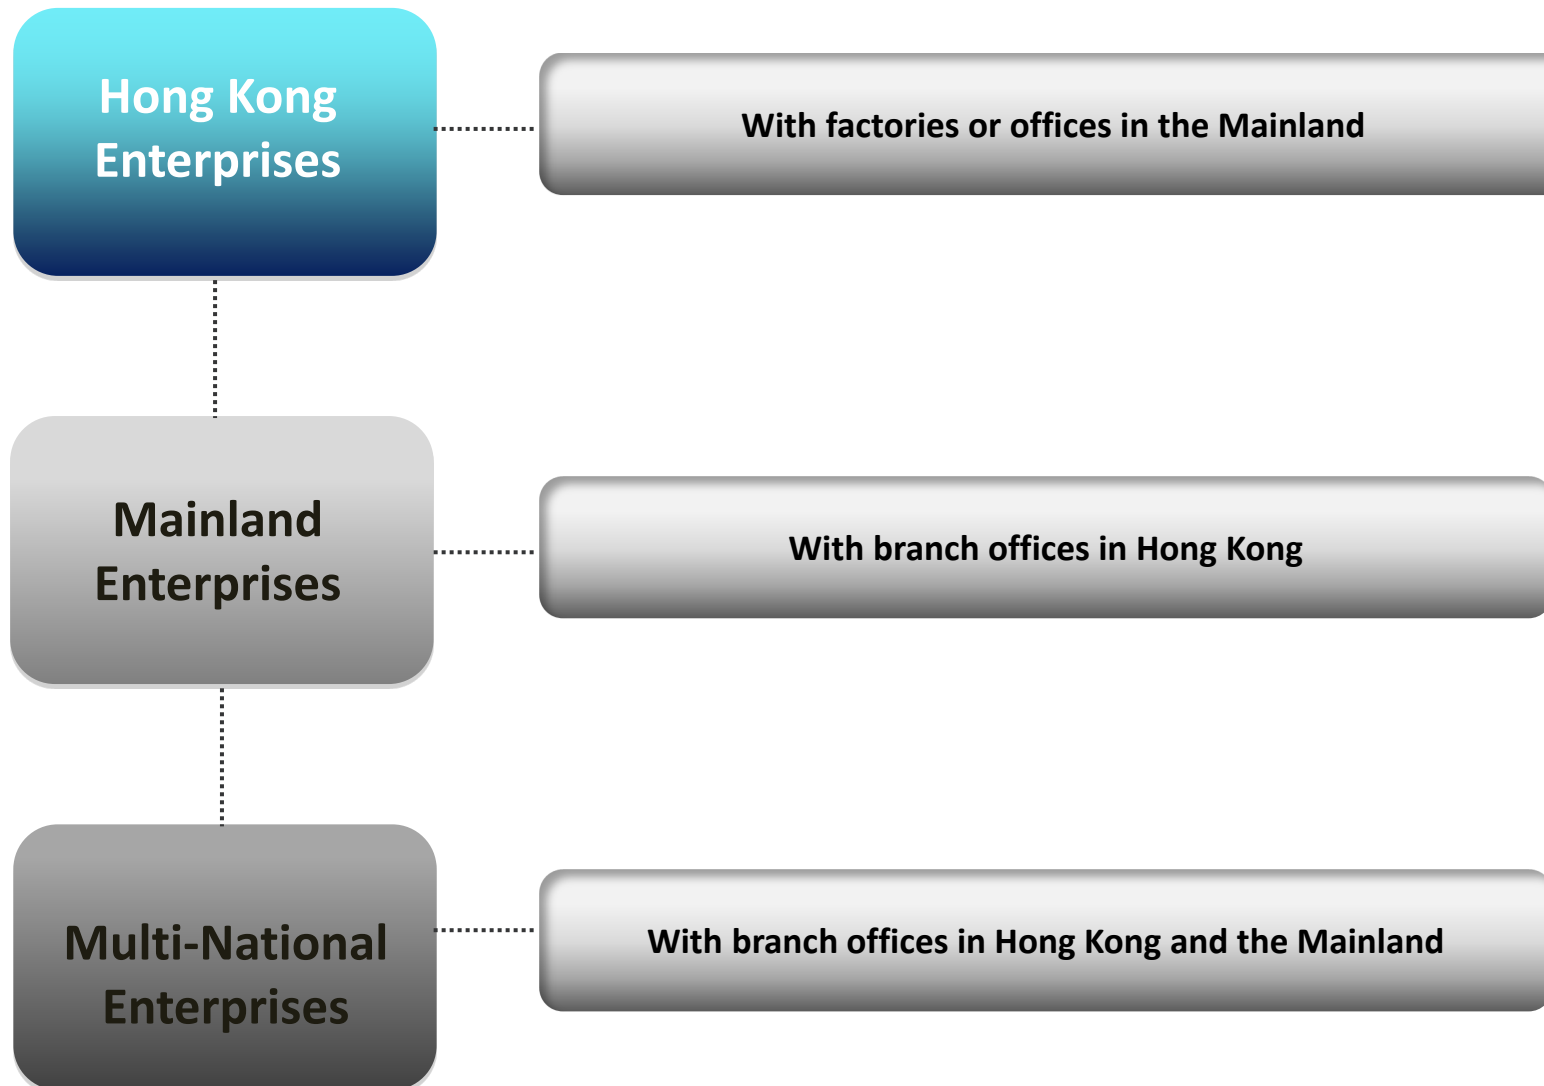 Hong Kong
Enterprises
With factories or offices in the Mainland
Mainland
Enterprises
With branch offices in Hong Kong
Multi-National
Enterprises
With branch offices in Hong Kong and the Mainland